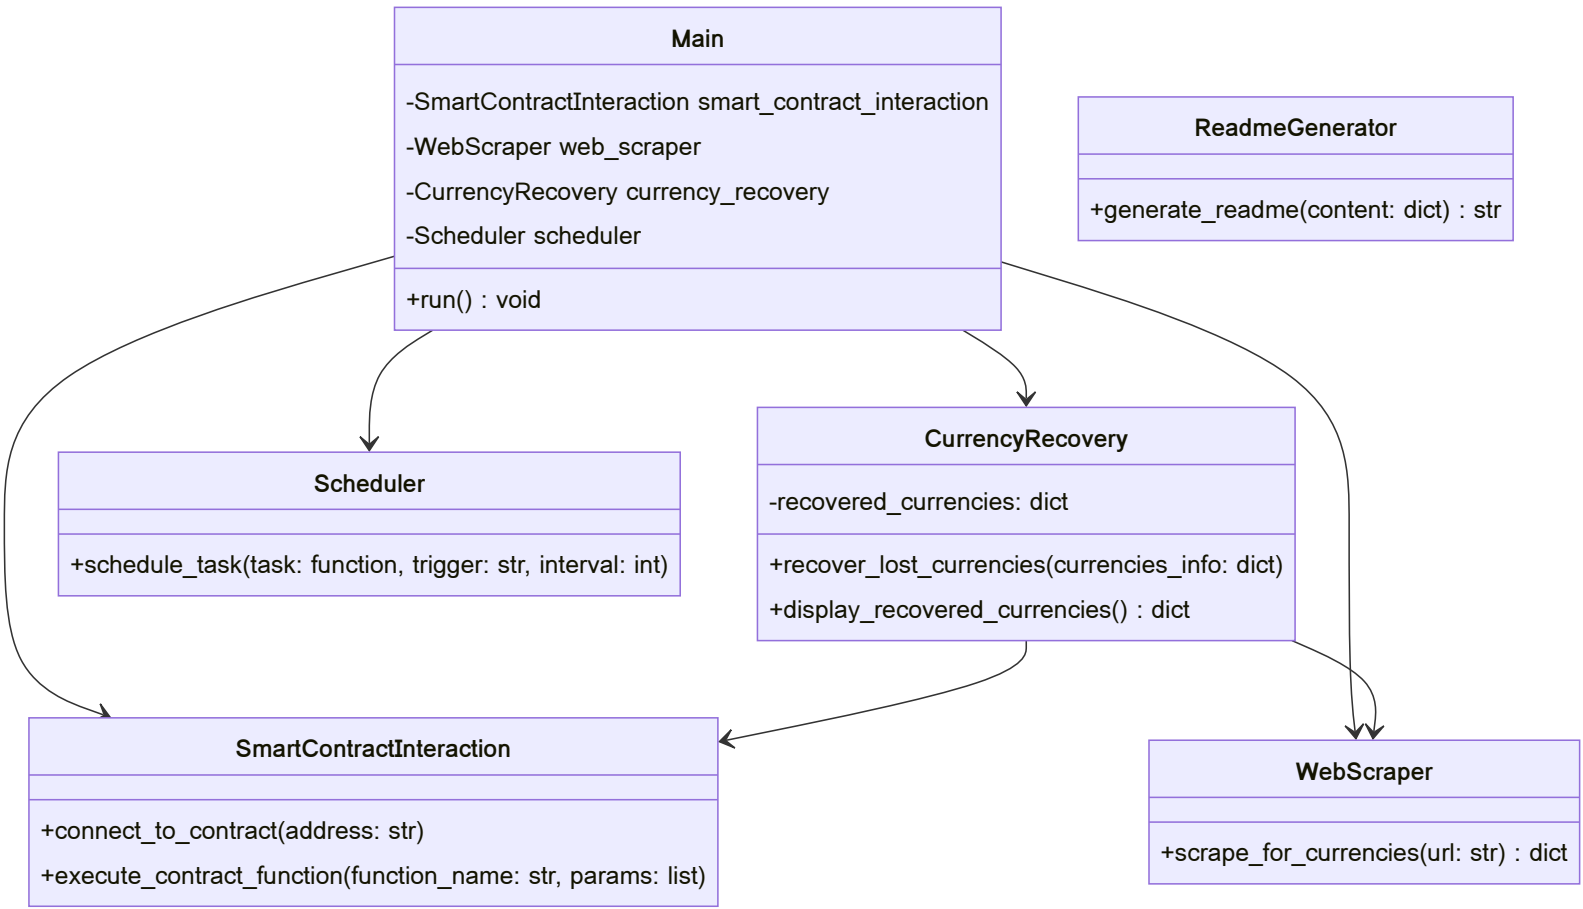 Main
-SmartContractInteraction smart_contract_interaction
-WebScraper web_scraper
-CurrencyRecovery currency_recovery
-Scheduler scheduler
+run() : void
ReadmeGenerator
+generate_readme(content: dict) : str
Scheduler
+schedule_task(task: function, trigger: str, interval: int)
CurrencyRecovery
-recovered_currencies: dict
+recover_lost_currencies(currencies_info: dict)
+display_recovered_currencies() : dict
SmartContractInteraction
+connect_to_contract(address: str)
+execute_contract_function(function_name: str, params: list)
WebScraper
+scrape_for_currencies(url: str) : dict